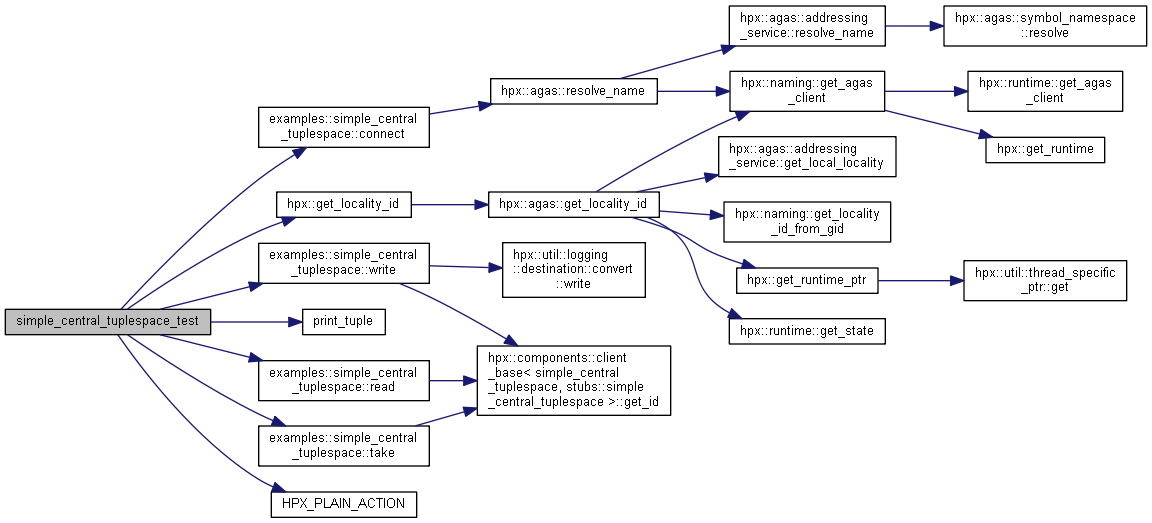 simple_central_tuplespace_test
examples::simple_central
_tuplespace::connect
hpx::get_locality_id
examples::simple_central
_tuplespace::write
print_tuple
examples::simple_central
_tuplespace::read
examples::simple_central
_tuplespace::take
HPX_PLAIN_ACTION
hpx::agas::resolve_name
hpx::agas::get_locality_id
hpx::util::logging
::destination::convert
::write
hpx::components::client
_base< simple_central
_tuplespace, stubs::simple
_central_tuplespace >::get_id
hpx::agas::addressing
_service::resolve_name
hpx::naming::get_agas
_client
hpx::agas::addressing
_service::get_local_locality
hpx::naming::get_locality
_id_from_gid
hpx::get_runtime_ptr
hpx::runtime::get_state
hpx::agas::symbol_namespace
::resolve
hpx::runtime::get_agas
_client
hpx::get_runtime
hpx::util::thread_specific
_ptr::get